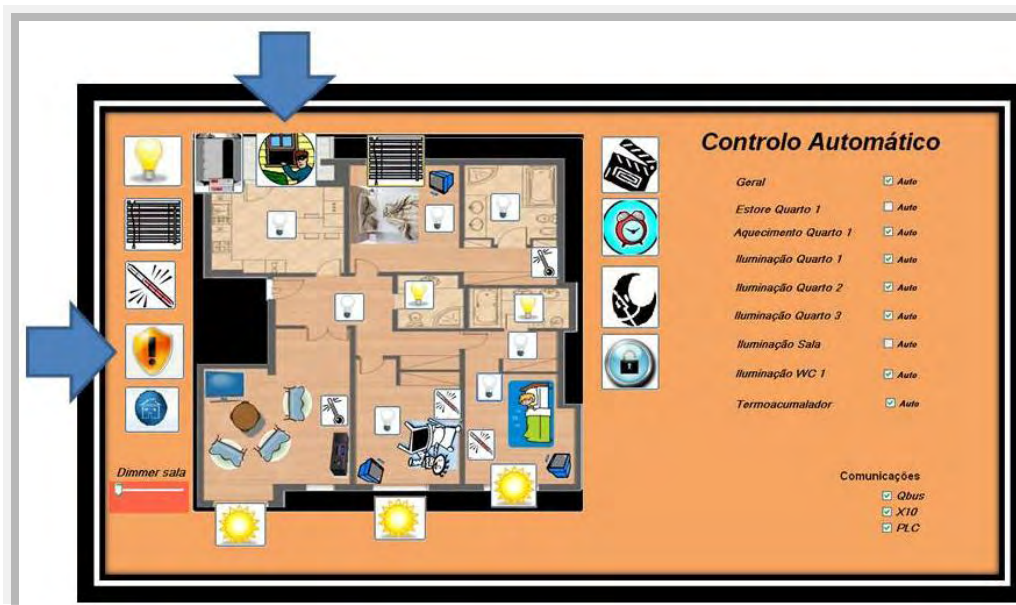 Controlo Automático
Geral Auto
Estore Quarto 1 Auto
Aquecimento Quarto 1 Auto
Iluminação Quarto 1 Auto
Iluminação Quarto 2 Auto
Iluminação Quarto 3 Auto
Iluminação Sala Auto
Iluminação WC 1 Auto
Termoacumalador Auto
Dimmer sala
Comunicações
Qbus
X10
PLC